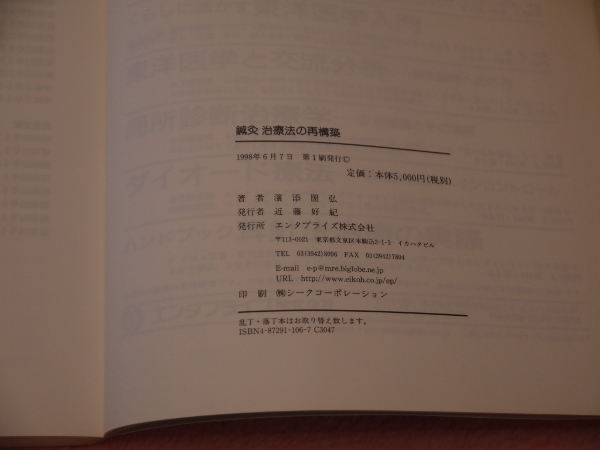 鍼灸 治療法の再構築
1998年6月7日 第1刷発行©
定価：本体5,000円(税別)
著者 濱添圀弘
発行者 近藤好紀
発行所 エンタプライズ株式会社
〒113-0021 東京都文京区本駒込2-1-3 イカハタビル
TEL 03(3942)8006 FAX 03(3942)7804
E-mail e-p@mre.biglobe.ne.jp
URL http://www.eikoh.co.jp/ep/
印刷 ㈱シークコーポレーション
乱丁・落丁本はお取り替え致します。
ISBN4-87291-106-7 C3047